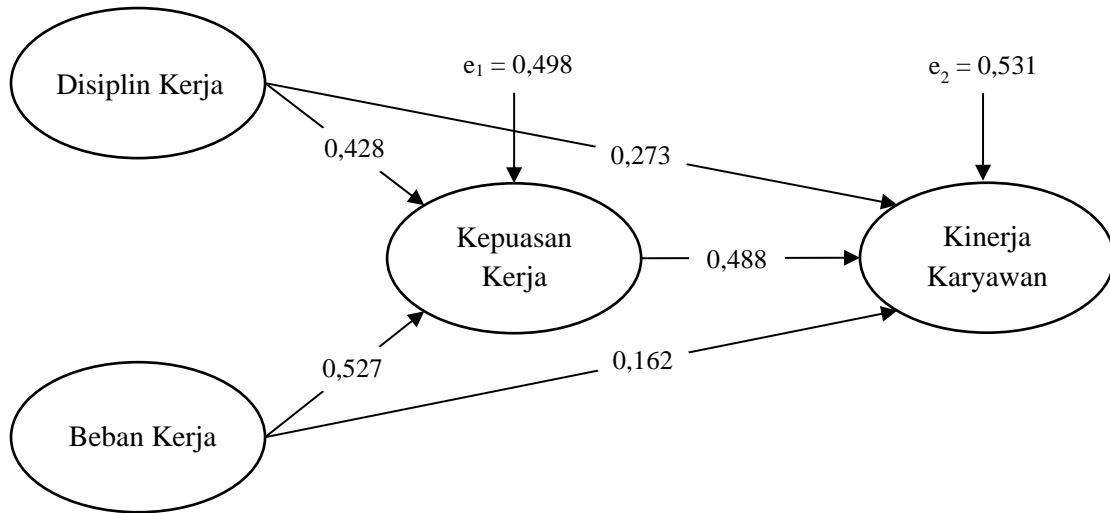 Disiplin Kerja
e₁ = 0,498
e₂ = 0,531
0,428
0,273
Kepuasan
Kerja
0,488
Kinerja
Karyawan
0,527
0,162
Beban Kerja